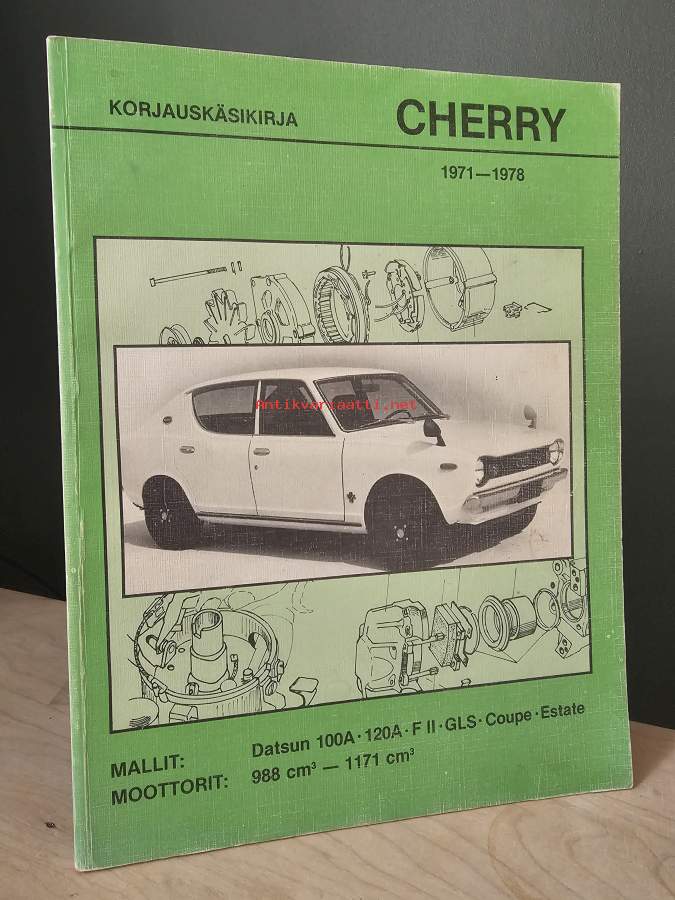 KORJAUSKÄSIKIRJA
CHERRY
1971—1978
Antikvariaatti.net
MALLIT: Datsun 100A · 120A · F II · GLS · Coupe · Estate
MOOTTORIT: 988 cm³ — 1171 cm³